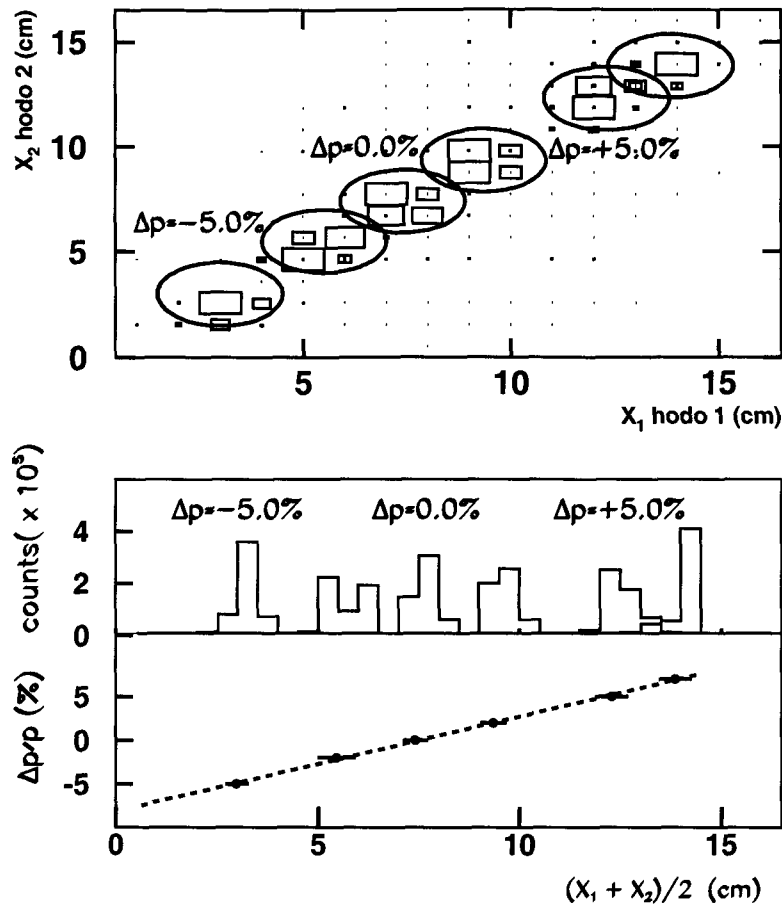 X₂ hodo 2 (cm)
15
10
5
0
Δp=0.0%
Δp=+5.0%
Δp=-5.0%
5
10
15
X₁ hodo 1 (cm)
counts( x 10⁵)
4
2
0
Δp=-5.0%
Δp=0.0%
Δp=+5.0%
Δp/p (%)
5
0
-5
0
5
10
15
(X₁ + X₂)/2 (cm)